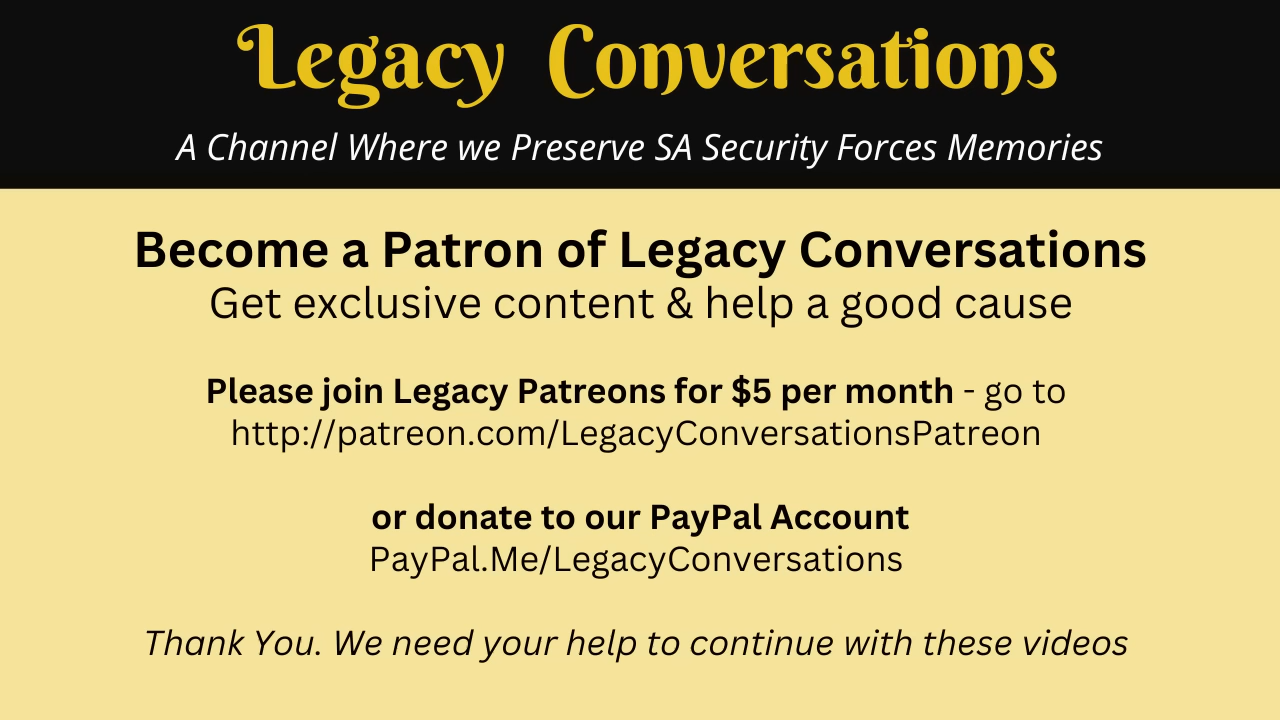 Legacy Conversations
A Channel Where we Preserve SA Security Forces Memories
Become a Patron of Legacy Conversations
Get exclusive content & help a good cause
Please join Legacy Patreons for $5 per month - go to
http://patreon.com/LegacyConversationsPatreon
or donate to our PayPal Account
PayPal.Me/LegacyConversations
Thank You. We need your help to continue with these videos